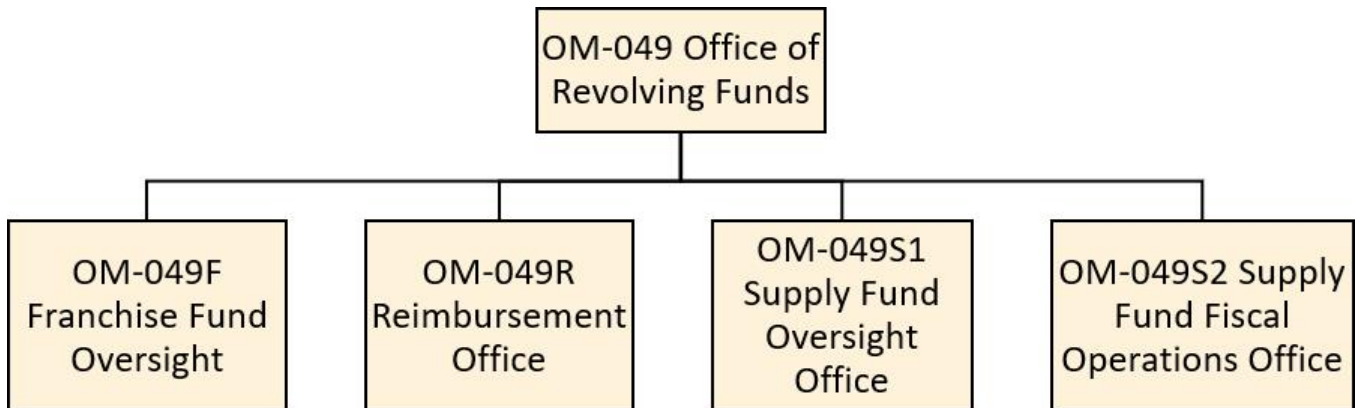 OM-049 Office of
Revolving Funds
OM-049F
Franchise Fund
Oversight
OM-049R
Reimbursement
Office
OM-049S1
Supply Fund
Oversight
Office
OM-049S2 Supply
Fund Fiscal
Operations Office